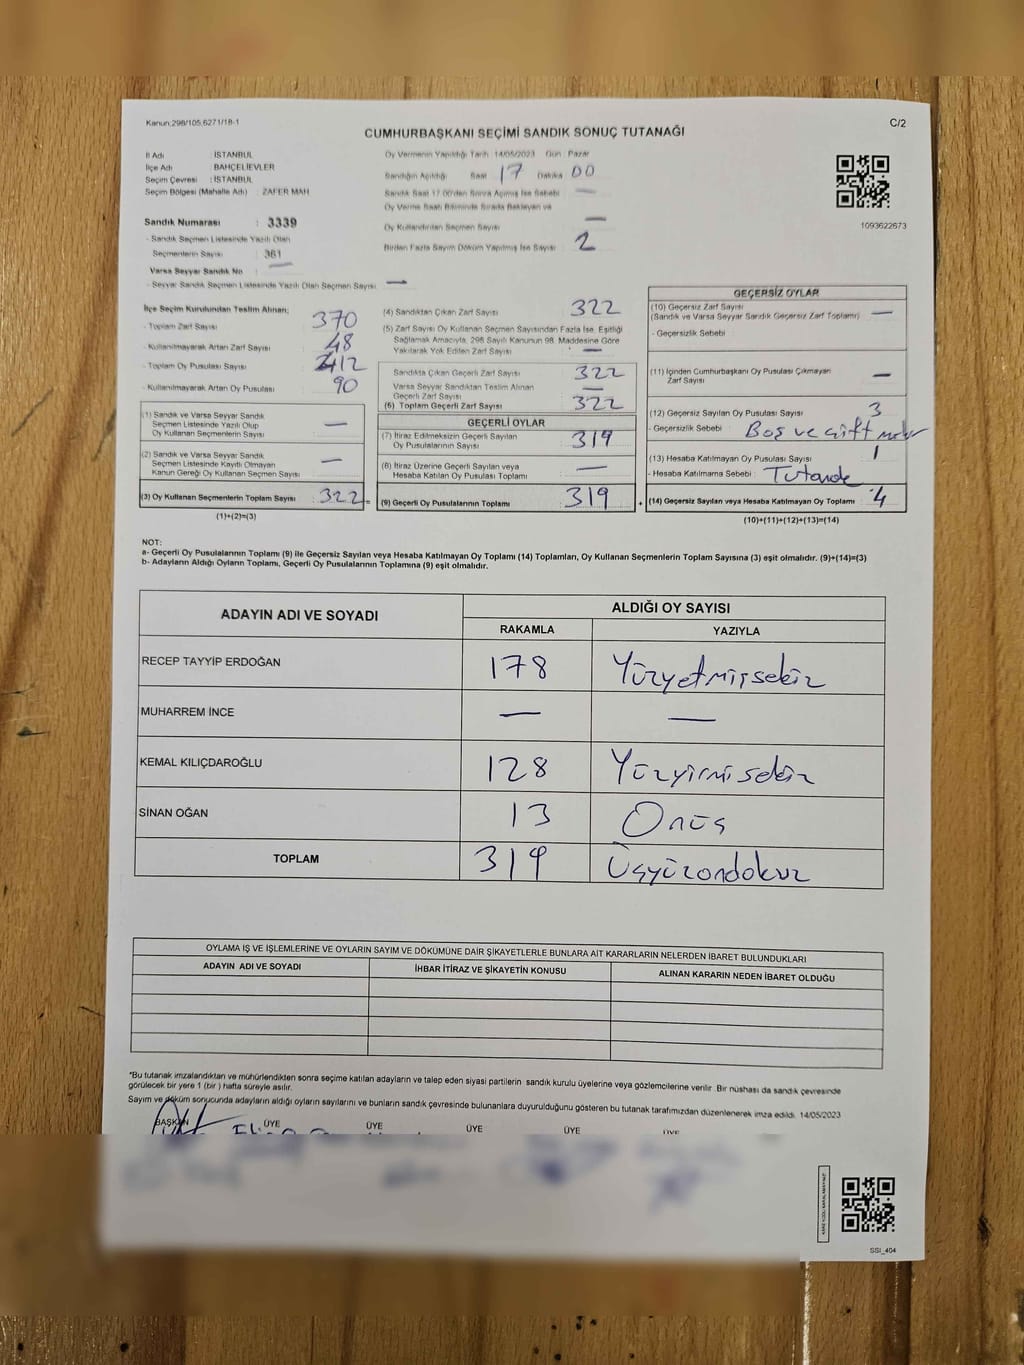 Kanun:298/105,6271/18-1
C/2
CUMHURBAŞKANI SEÇİMİ SANDIK SONUÇ TUTANAĞI
İl Adı : İSTANBUL
İlçe Adı : BAHÇELİEVLER
Seçim Çevresi : İSTANBUL
Seçim Bölgesi (Mahalle Adı) : ZAFER MAH
Oy Vermenin Yapıldığı Tarih: 14/05/2023 Gün: Pazar
Sandığın Açıldığı Saat 17 Dakika 00
Sandık Saat 17.00'den Sonra Açılmış İse Sebebi —
Oy Verme Saati Bitiminde Sırada Bekleyen ve
Oy Kullandırılan Seçmen Sayısı —
Birden Fazla Sayım Döküm Yapılmış İse Sayısı 2
1093622673
Sandık Numarası : 3339
- Sandık Seçmen Listesinde Yazılı Olan
Seçmenlerin Sayısı : 361
Varsa Seyyar Sandık No —
- Seyyar Sandık Seçmen Listesinde Yazılı Olan Seçmen Sayısı —
İlçe Seçim Kurulundan Teslim Alınan;
- Toplam Zarf Sayısı 370
- Kullanılmayarak Artan Zarf Sayısı 48
- Toplam Oy Pusulası Sayısı 412
- Kullanılmayarak Artan Oy Pusulası 90
(1) Sandık ve Varsa Seyyar Sandık
Seçmen Listesinde Yazılı Olup
Oy Kullanan Seçmenlerin Sayısı —
(2) Sandık ve Varsa Seyyar Sandık
Seçmen Listesinde Kayıtlı Olmayan
Kanun Gereği Oy Kullanan Seçmen Sayısı —
(3) Oy Kullanan Seçmenlerin Toplam Sayısı 322 =
(1)+(2)=(3)
(4) Sandıktan Çıkan Zarf Sayısı 322
(5) Zarf Sayısı Oy Kullanan Seçmen Sayısından Fazla İse, Eşitliği
Sağlamak Amacıyla, 298 Sayılı Kanunun 98. Maddesine Göre
Yakılarak Yok Edilen Zarf Sayısı —
Sandıkta Çıkan Geçerli Zarf Sayısı 322
Varsa Seyyar Sandıktan Teslim Alınan
Geçerli Zarf Sayısı —
(6) Toplam Geçerli Zarf Sayısı 322
GEÇERLİ OYLAR
(7) İtiraz Edilmeksizin Geçerli Sayılan
Oy Pusulası Toplamı 319
(8) İtiraz Üzerine Geçerli Sayılan veya
Hesaba Katılan Oy Pusulası Toplamı —
(9) Geçerli Oy Pusulalarının Toplamı 319 +
GEÇERSİZ OYLAR
(10) Geçersiz Zarf Sayısı
(Sandık ve Varsa Seyyar Sandık Geçersiz Zarf Toplamı) —
- Geçersizlik Sebebi :
(11) İçinden Cumhurbaşkanı Oy Pusulası Çıkmayan
Zarf Sayısı —
(12) Geçersiz Sayılan Oy Pusulası Sayısı 3
- Geçersizlik Sebebi : Boş ve çift
(13) Hesaba Katılmayan Oy Pusulası Sayısı 1
- Hesaba Katılmama Sebebi : Tutande
(14) Geçersiz Sayılan veya Hesaba Katılmayan Oy Toplamı 4
(10)+(11)+(12)+(13)=(14)
NOT:
a- Geçerli Oy Pusulalarının Toplamı (9) ile Geçersiz Sayılan veya Hesaba Katılmayan Oy Toplamı (14) Toplamları, Oy Kullanan Seçmenlerin Toplam Sayısına (3) eşit olmalıdır. (9)+(14)=(3)
b- Adayların Aldığı Oyların Toplamı, Geçerli Oy Pusulalarının Toplamına (9) eşit olmalıdır.
ADAYIN ADI VE SOYADI ALDIĞI OY SAYISI
RAKAMLA YAZIYLA
RECEP TAYYİP ERDOĞAN 178 Yüzyetmişsekiz
MUHARREM İNCE — —
KEMAL KILIÇDAROĞLU 128 Yüzyirmisekiz
SİNAN OĞAN 13 Onüç
TOPLAM 319 Üçyüzondokuz
OYLAMA İŞ VE İŞLEMLERİNE VE OYLARIN SAYIM VE DÖKÜMÜNE DAİR ŞİKAYETLERLE BUNLARA AİT KARARLARIN NELERDEN İBARET BULUNDUKLARI
ADAYIN ADI VE SOYADI İHBAR İTİRAZ VE ŞİKAYETİN KONUSU ALINAN KARARIN NEDEN İBARET OLDUĞU
*Bu tutanak imzalandıktan ve mühürlendikten sonra seçime katılan adayların ve talep eden siyasi partilerin sandık kurulu üyelerine veya gözlemcilerine verilir. Bir nüshası da sandık çevresinde
görülecek bir yere 1 (bir ) hafta süreyle asılır.
Sayım ve döküm sonucunda adayların aldığı oyların sayılarını ve bunların sandık çevresinde bulunanlara duyurulduğunu gösteren bu tutanak tarafımızdan düzenlenerek imza edildi. 14/05/2023
BAŞKAN ÜYE ÜYE ÜYE ÜYE ÜYE
SSI_404